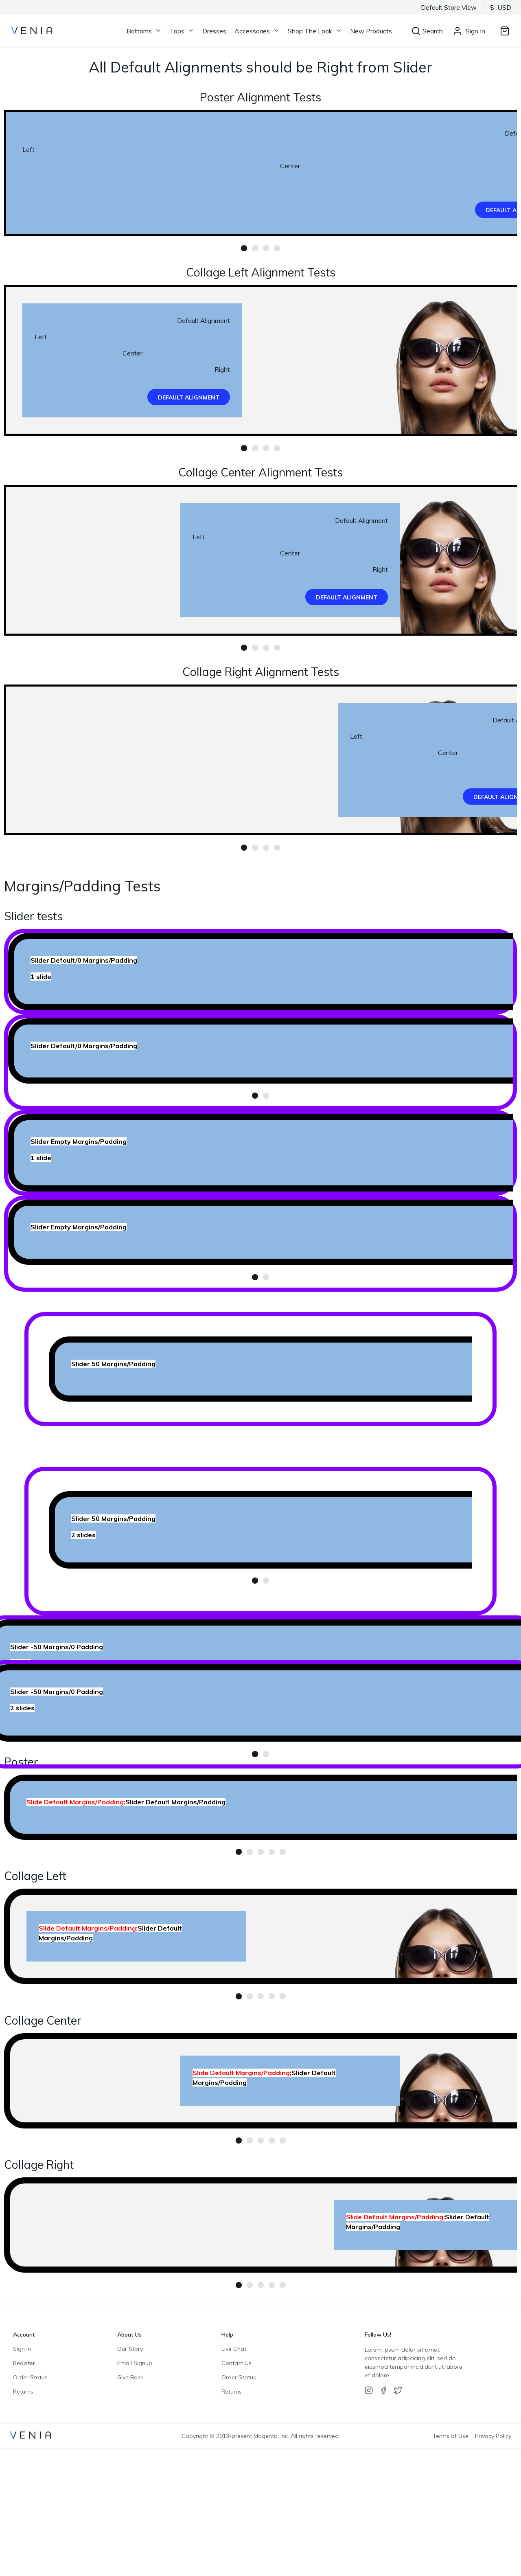 Default Store View $ USD
VENIA Bottoms Tops Dresses Accessories Shop The Look New Products Search Sign In
All Default Alignments should be Right from Slider
Poster Alignment Tests
Left
Center
DEFAULT A
Collage Left Alignment Tests
Default Alignment
Left
Center
Right
DEFAULT ALIGNMENT
Collage Center Alignment Tests
Default Alignment
Left
Center
Right
DEFAULT ALIGNMENT
Collage Right Alignment Tests
Default
Left
Center
DEFAULT ALIGN
Margins/Padding Tests
Slider tests
Slider Default/0 Margins/Padding
1 slide
Slider Default/0 Margins/Padding
Slider Empty Margins/Padding
1 slide
Slider Empty Margins/Padding
Slider 50 Margins/Padding
Slider 50 Margins/Padding
2 slides
Slider -50 Margins/0 Padding
Slider -50 Margins/0 Padding
2 slides
Poster
Slide Default Margins/Padding;Slider Default Margins/Padding
Collage Left
Slide Default Margins/Padding;Slider Default
Margins/Padding
Collage Center
Slide Default Margins/Padding;Slider Default
Margins/Padding
Collage Right
Slide Default Margins/Padding;Slider Default
Margins/Padding
Account About Us Help Follow Us!
Sign In Our Story Live Chat Lorem ipsum dolor sit amet,
consectetur adipsicing elit, sed do
Register Email Signup Contact Us eiusmod tempor incididunt ut labore
et dolore.
Order Status Give Back Order Status
Returns Returns
VENIA Copyright © 2013-present Magento, Inc. All rights reserved. Terms of Use Privacy Policy